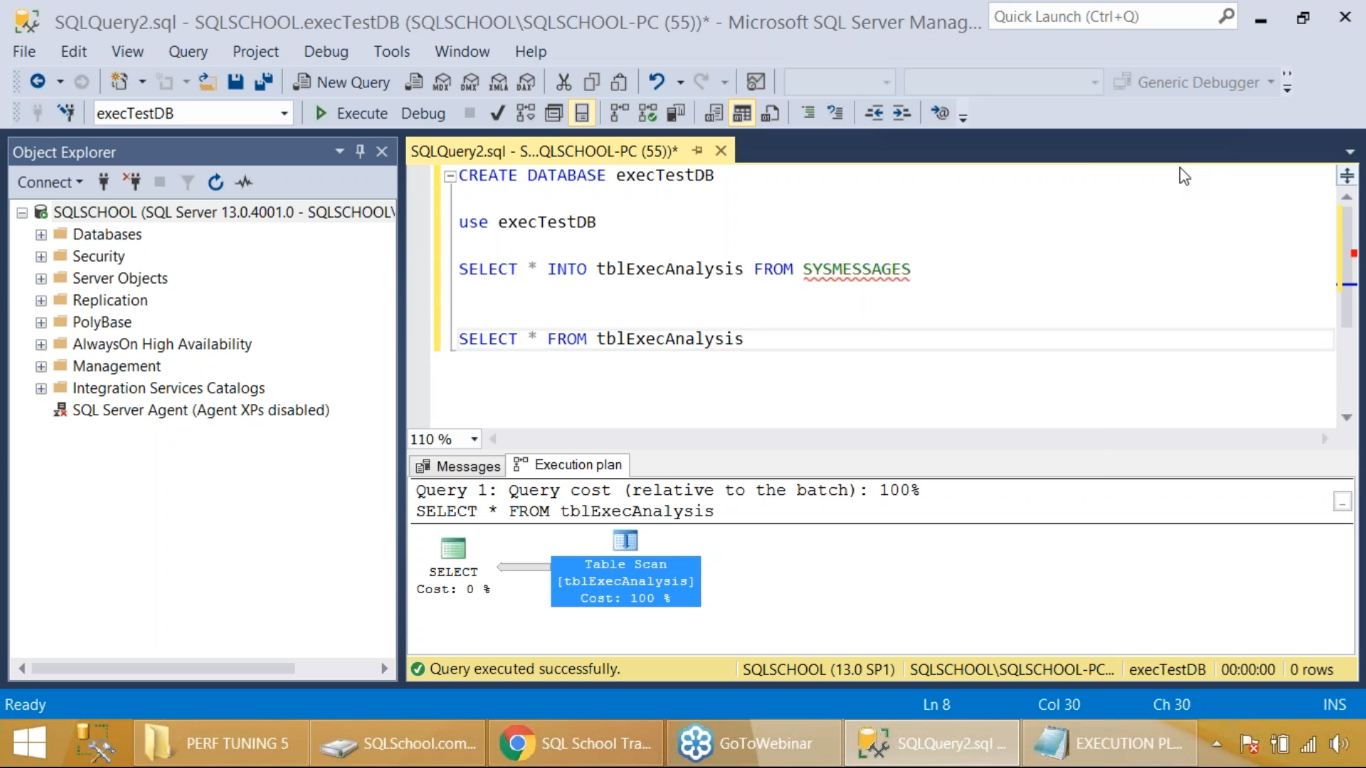 SQLQuery2.sql - SQLSCHOOL.execTestDB (SQLSCHOOL\SQLSCHOOL-PC (55))* - Microsoft SQL Server Manag...
Quick Launch (Ctrl+Q)
File Edit View Query Project Debug Tools Window Help
New Query MDX DMX XMLA DAX Generic Debugger
execTestDB Execute Debug
Object Explorer
Connect
SQLSCHOOL (SQL Server 13.0.4001.0 - SQLSCHOOL\
Databases
Security
Server Objects
Replication
PolyBase
AlwaysOn High Availability
Management
Integration Services Catalogs
SQL Server Agent (Agent XPs disabled)
SQLQuery2.sql - S...QLSCHOOL-PC (55))*
CREATE DATABASE execTestDB
use execTestDB
SELECT * INTO tblExecAnalysis FROM SYSMESSAGES
SELECT * FROM tblExecAnalysis
110 %
Messages Execution plan
Query 1: Query cost (relative to the batch): 100%
SELECT * FROM tblExecAnalysis
SELECT
Cost: 0 %
Table Scan
[tblExecAnalysis]
Cost: 100 %
Query executed successfully. SQLSCHOOL (13.0 SP1) SQLSCHOOL\SQLSCHOOL-PC... execTestDB 00:00:00 0 rows
Ready Ln 8 Col 30 Ch 30 INS
PERF TUNING 5 SQLSchool.com... SQL School Tra... GoToWebinar SQLQuery2.sql ... EXECUTION PL...